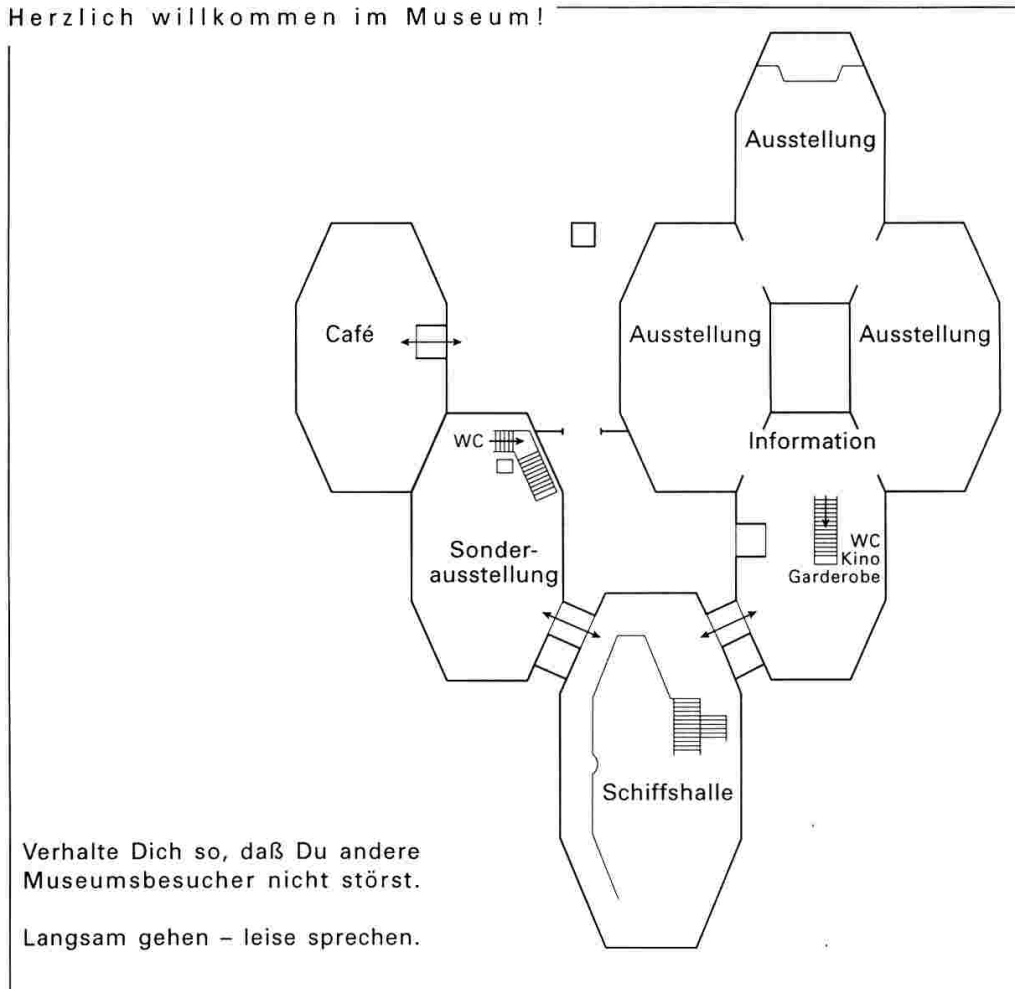 Herzlich willkommen im Museum!
Ausstellung
Café
Ausstellung
Ausstellung
WC
Information
Sonder-
ausstellung
WC
Kino
Garderobe
Schiffshalle
Verhalte Dich so, daß Du andere
Museumsbesucher nicht störst.
Langsam gehen – leise sprechen.